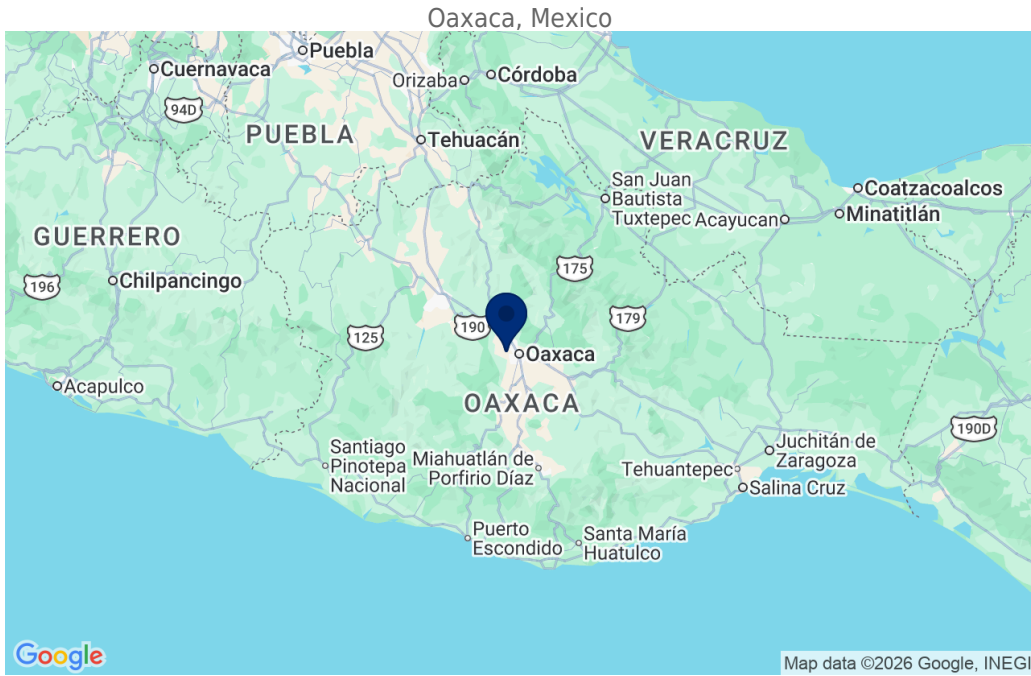 Oaxaca, Mexico
Puebla
Cuernavaca
Orizaba
Córdoba
94D
PUEBLA
Tehuacán
VERACRUZ
San Juan
Bautista
Tuxtepec
Coatzacoalcos
Acayucan
Minatitlán
GUERRERO
196
Chilpancingo
175
190
179
125
Oaxaca
Acapulco
OAXACA
190D
Santiago
Pinotepa
Nacional
Miahuatlán de
Porfirio Díaz
Juchitán de
Zaragoza
Tehuantepec
Salina Cruz
Puerto
Escondido
Santa María
Huatulco
Google
Map data ©2026 Google, INEGI